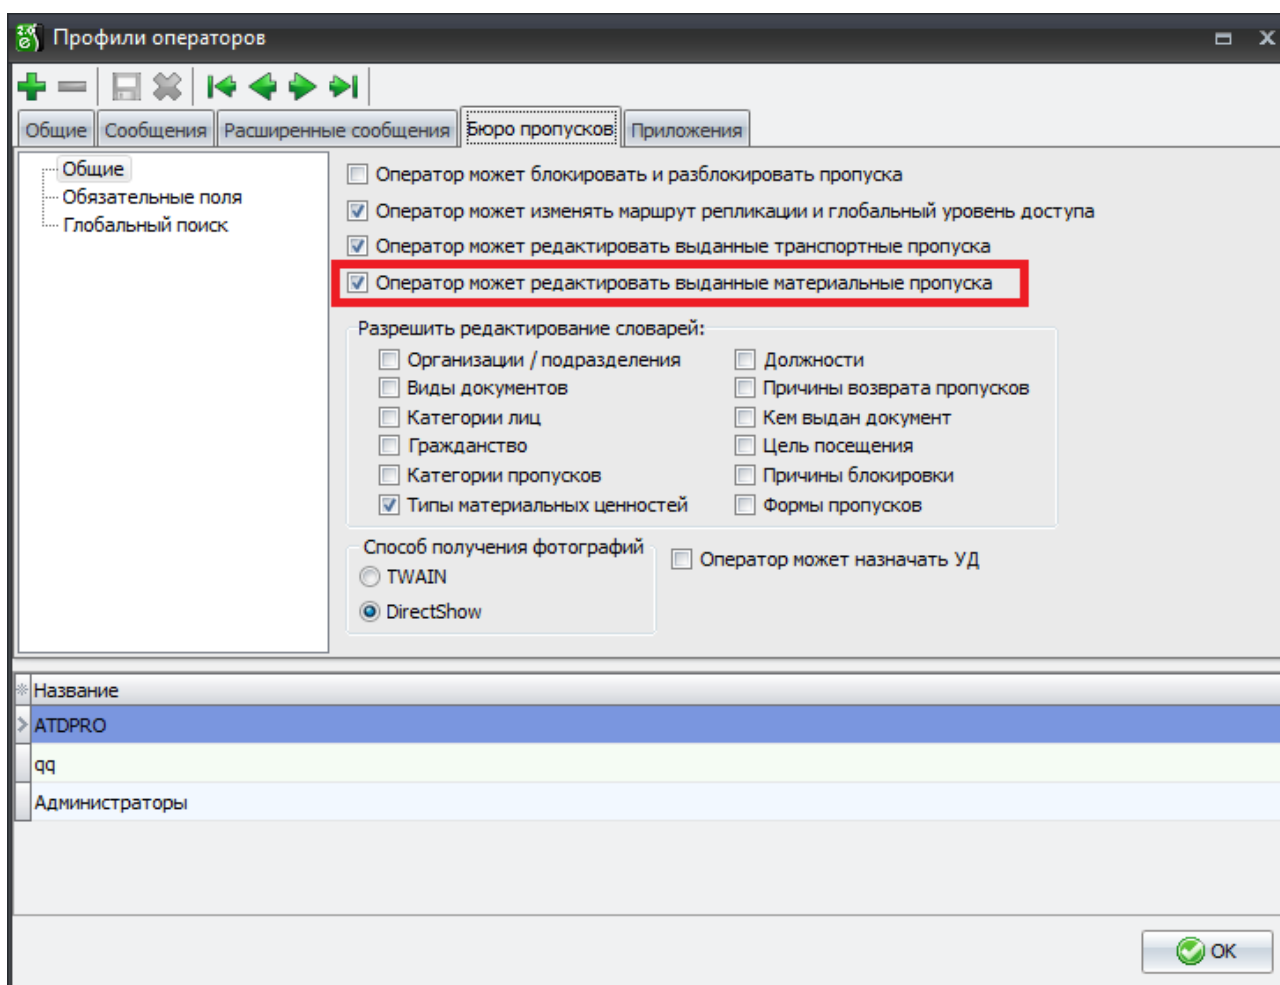 Профили операторов
Общие Сообщения Расширенные сообщения Бюро пропусков Приложения
Общие
Обязательные поля
Глобальный поиск
Оператор может блокировать и разблокировать пропуска
Оператор может изменять маршрут репликации и глобальный уровень доступа
Оператор может редактировать выданные транспортные пропуска
Оператор может редактировать выданные материальные пропуска
Разрешить редактирование словарей:
Организации / подразделения Должности
Виды документов Причины возврата пропусков
Категории лиц Кем выдан документ
Гражданство Цель посещения
Категории пропусков Причины блокировки
Типы материальных ценностей Формы пропусков
Способ получения фотографий
TWAIN
DirectShow
Оператор может назначать УД
Название
ATDPRO
qq
Администраторы
OK